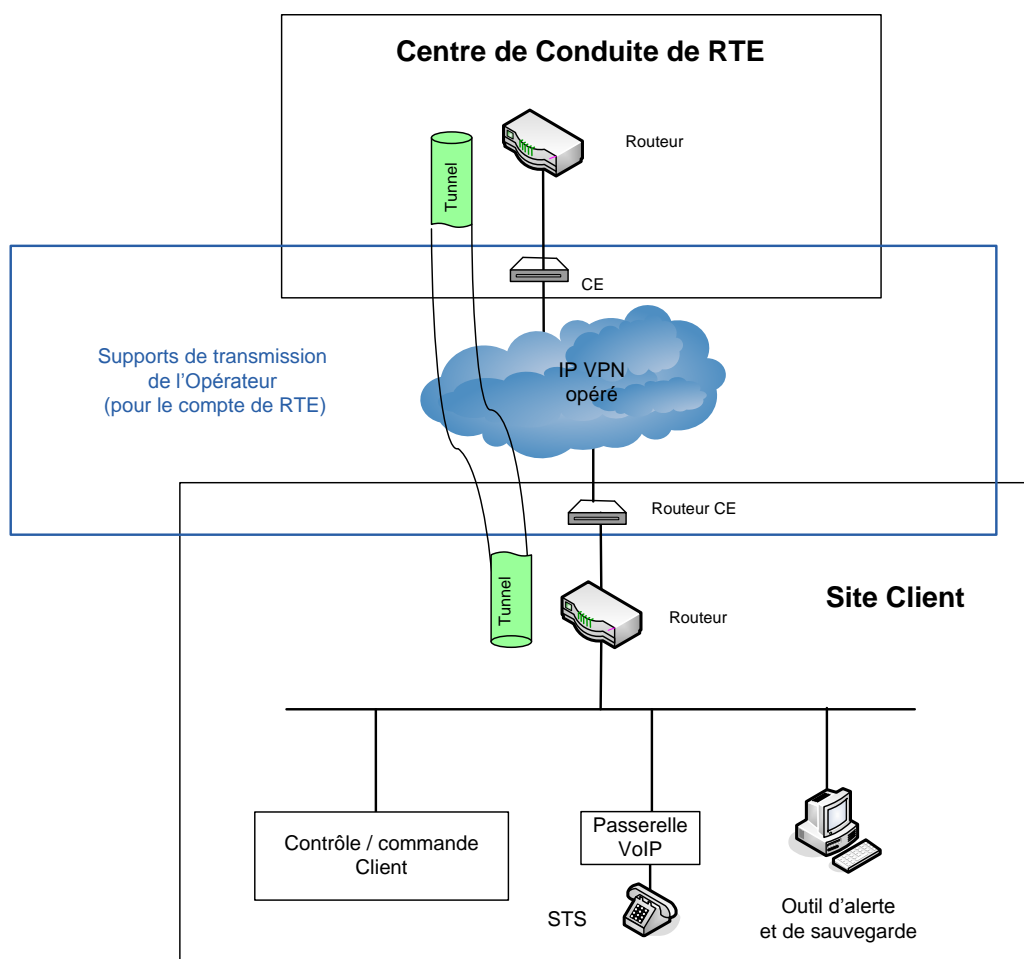 Centre de Conduite de RTE
Routeur
Tunnel
CE
Supports de transmission
de l'Opérateur
(pour le compte de RTE)
IP VPN
opéré
Routeur CE
Site Client
Tunnel
Routeur
Contrôle / commande
Client
Passerelle
VoIP
STS
Outil d'alerte
et de sauvegarde